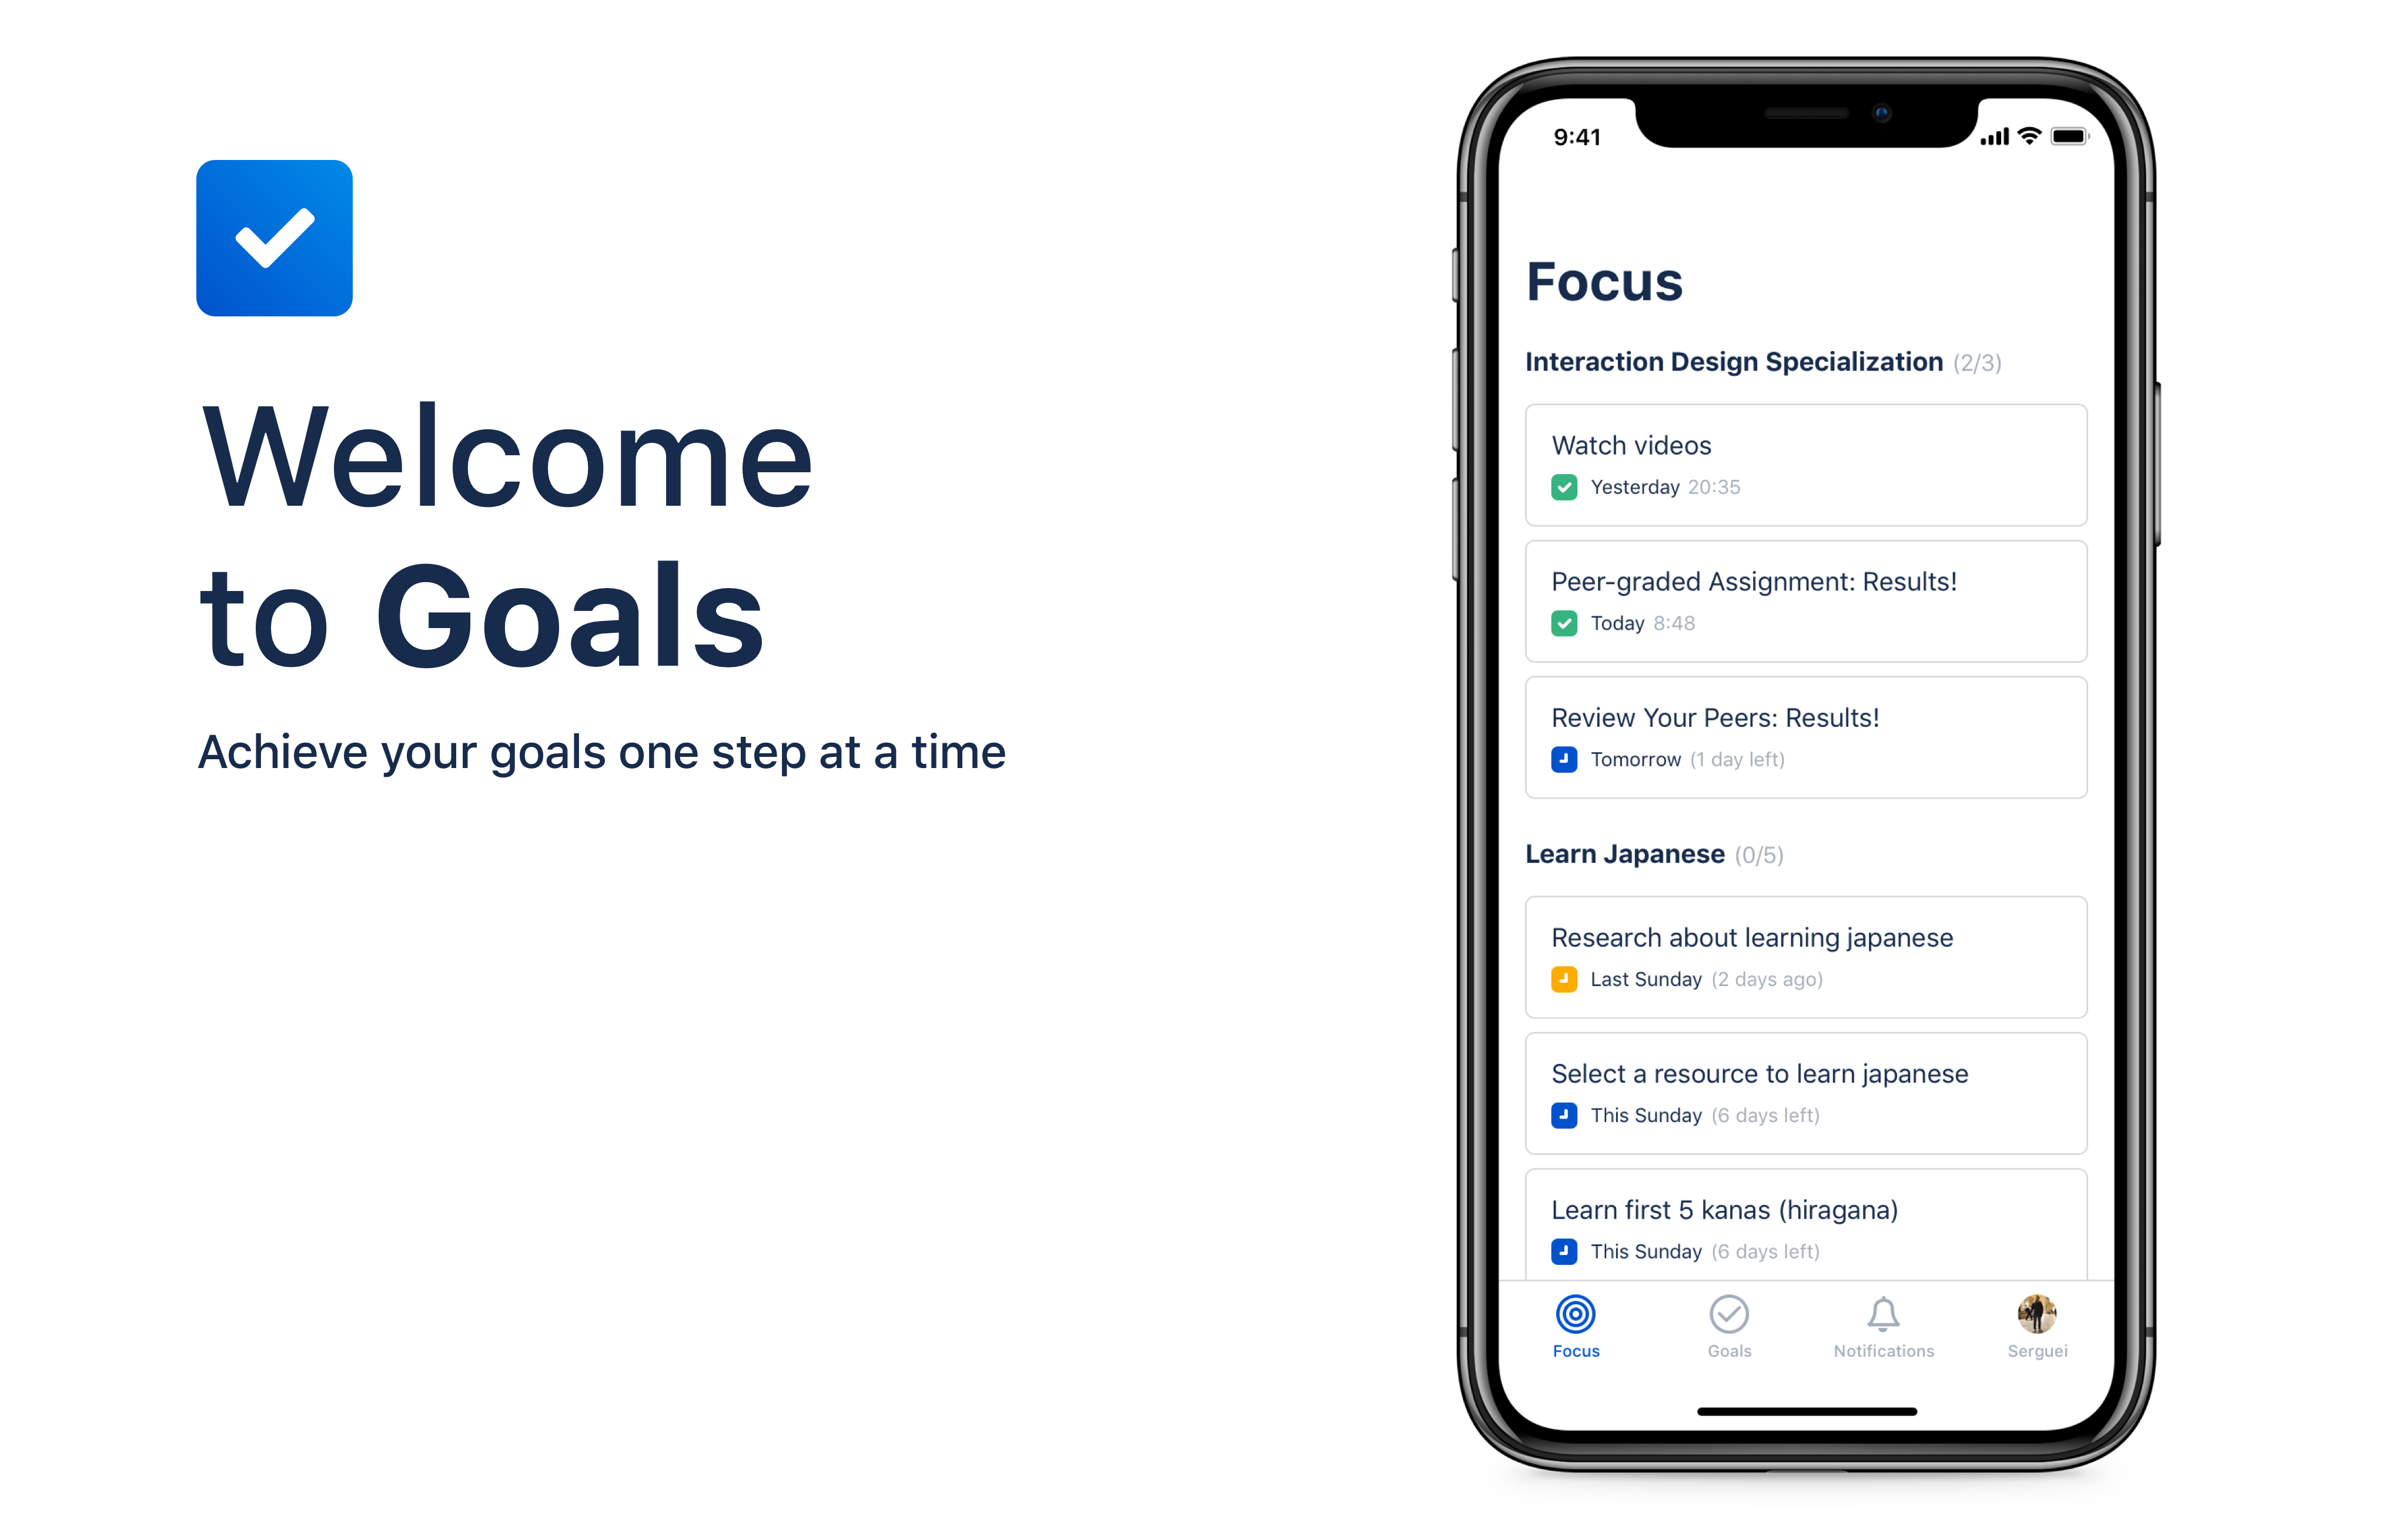 Welcome
to Goals
Achieve your goals one step at a time
9:41
Focus
Interaction Design Specialization (2/3)
Watch videos
Yesterday 20:35
Peer-graded Assignment: Results!
Today 8:48
Review Your Peers: Results!
Tomorrow (1 day left)
Learn Japanese (0/5)
Research about learning japanese
Last Sunday (2 days ago)
Select a resource to learn japanese
This Sunday (6 days left)
Learn first 5 kanas (hiragana)
This Sunday (6 days left)
Focus Goals Notifications Serguei